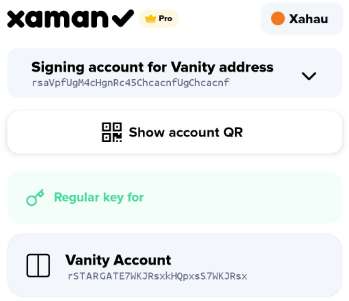 xaman
Pro
Xahau
Signing account for Vanity address
rsaVpfUgM4cHgnRc45ChcacnfUgChcacnf
Show account QR
Regular key for
Vanity Account
rSTARGATE7WKJRsxkHQpxsS7WKJRsx